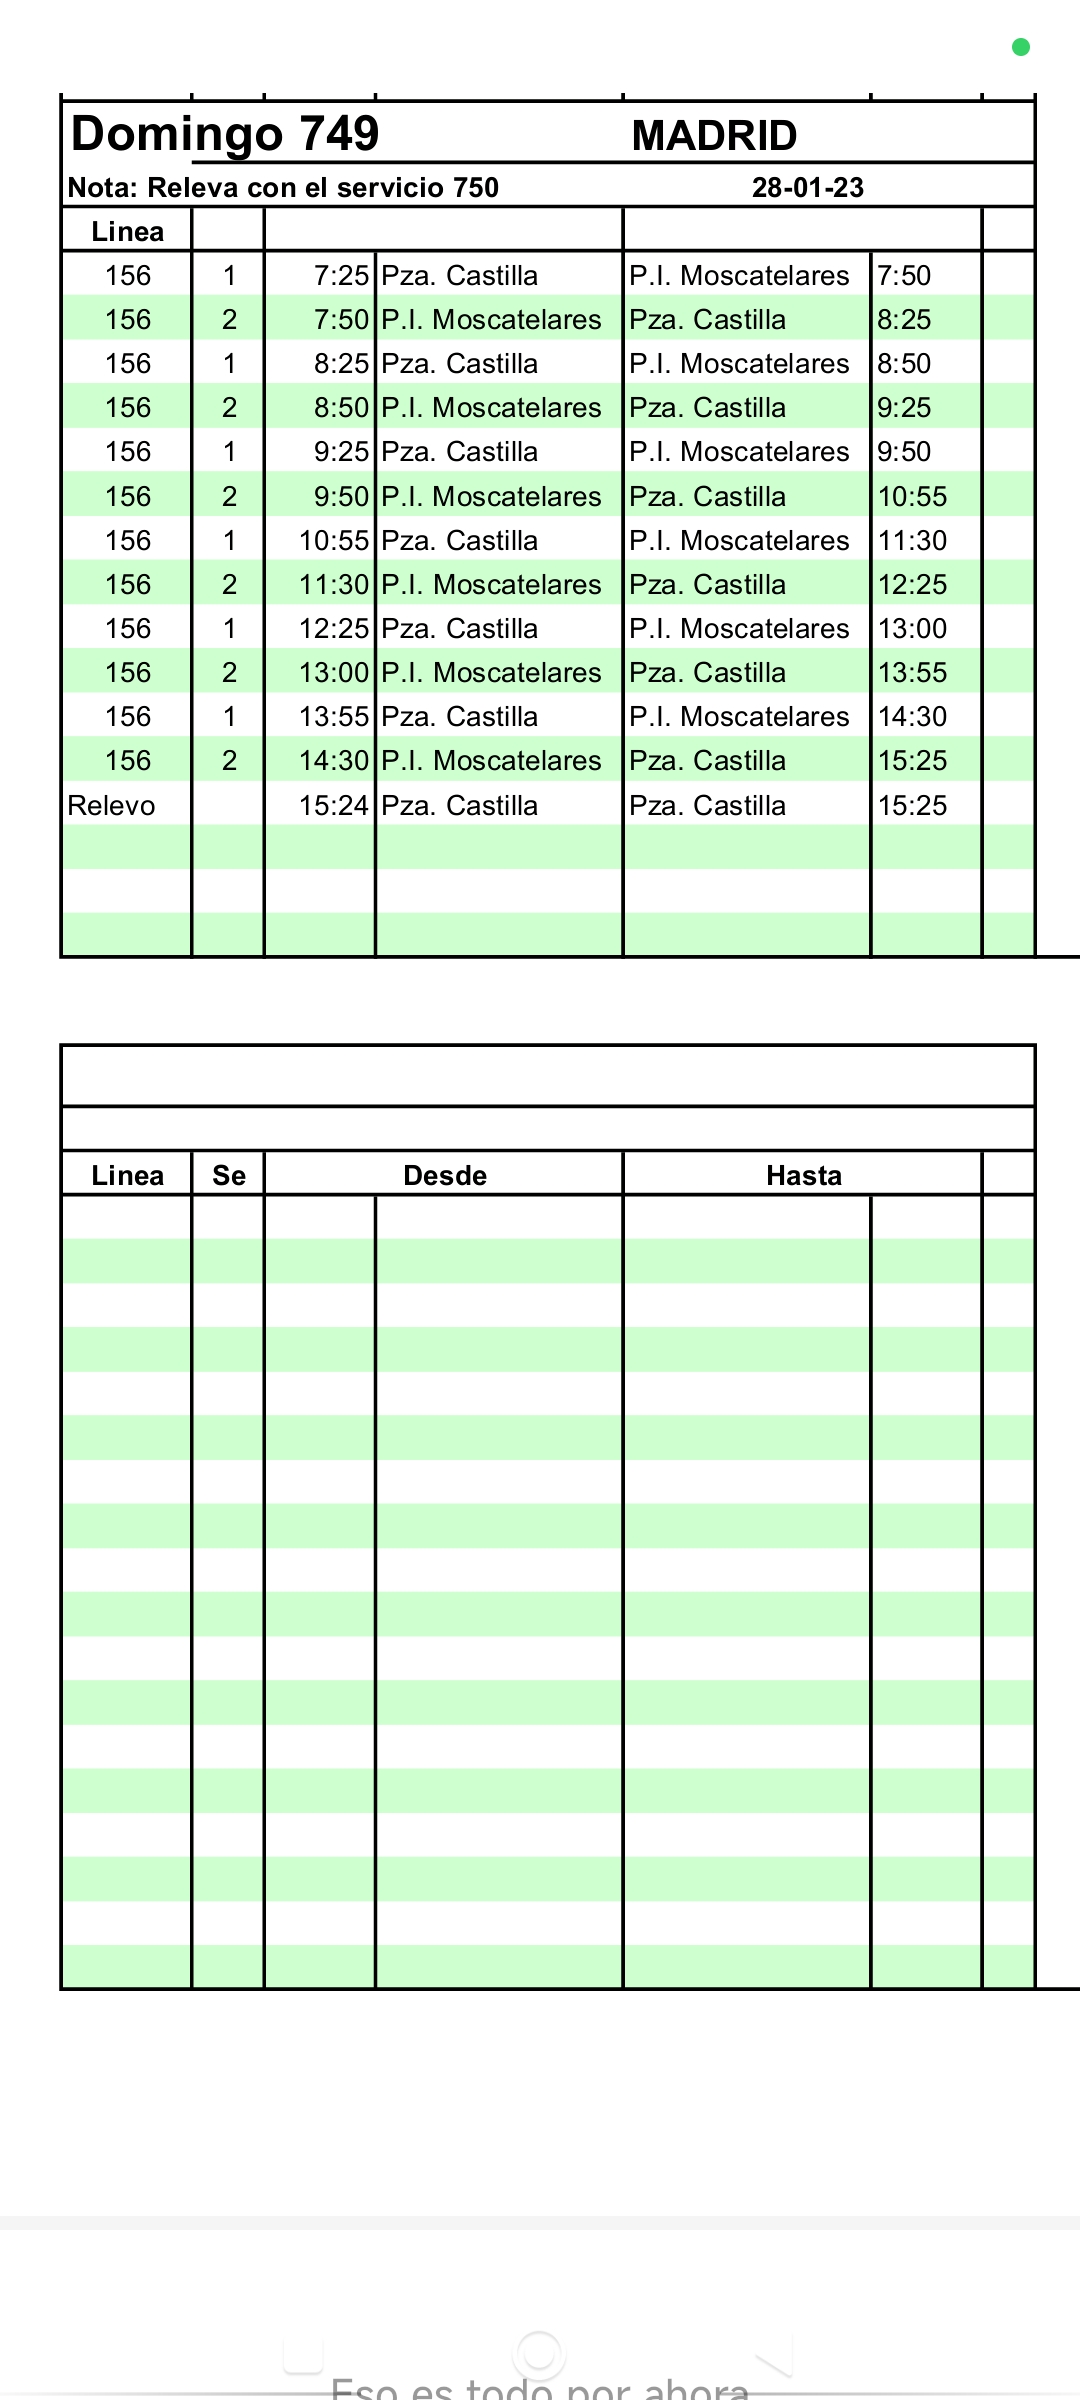 Domingo 749 MADRID
Nota: Releva con el servicio 750 28-01-23
Linea
156 1 7:25 Pza. Castilla P.I. Moscatelares 7:50
156 2 7:50 P.I. Moscatelares Pza. Castilla 8:25
156 1 8:25 Pza. Castilla P.I. Moscatelares 8:50
156 2 8:50 P.I. Moscatelares Pza. Castilla 9:25
156 1 9:25 Pza. Castilla P.I. Moscatelares 9:50
156 2 9:50 P.I. Moscatelares Pza. Castilla 10:55
156 1 10:55 Pza. Castilla P.I. Moscatelares 11:30
156 2 11:30 P.I. Moscatelares Pza. Castilla 12:25
156 1 12:25 Pza. Castilla P.I. Moscatelares 13:00
156 2 13:00 P.I. Moscatelares Pza. Castilla 13:55
156 1 13:55 Pza. Castilla P.I. Moscatelares 14:30
156 2 14:30 P.I. Moscatelares Pza. Castilla 15:25
Relevo 15:24 Pza. Castilla Pza. Castilla 15:25
Linea Se Desde Hasta
Eso es todo por ahora